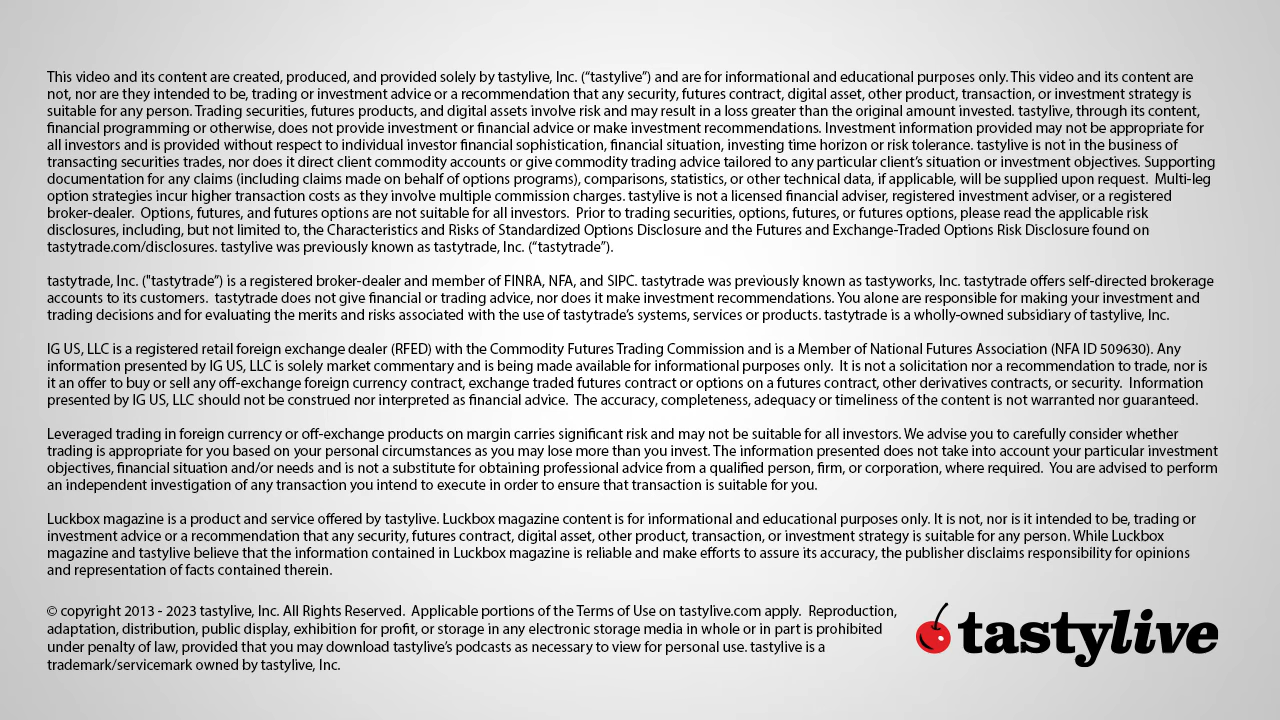 This video and its content are created, produced, and provided solely by tastylive, Inc. (“tastylive”) and are for informational and educational purposes only. This video and its content are
not, nor are they intended to be, trading or investment advice or a recommendation that any security, futures contract, digital asset, other product, transaction, or investment strategy is
suitable for any person. Trading securities, futures products, and digital assets involve risk and may result in a loss greater than the original amount invested. tastylive, through its content,
financial programming or otherwise, does not provide investment or financial advice or make investment recommendations. Investment information provided may not be appropriate for
all investors and is provided without respect to individual investor financial sophistication, financial situation, investing time horizon or risk tolerance. tastylive is not in the business of
transacting securities trades, nor does it direct client commodity accounts or give commodity trading advice tailored to any particular client’s situation or investment objectives. Supporting
documentation for any claims (including claims made on behalf of options programs), comparisons, statistics, or other technical data, if applicable, will be supplied upon request.  Multi-leg
option strategies incur higher transaction costs as they involve multiple commission charges. tastylive is not a licensed financial adviser, registered investment adviser, or a registered
broker-dealer.  Options, futures, and futures options are not suitable for all investors.  Prior to trading securities, options, futures, or futures options, please read the applicable risk
disclosures, including, but not limited to, the Characteristics and Risks of Standardized Options Disclosure and the Futures and Exchange-Traded Options Risk Disclosure found on
tastytrade.com/disclosures. tastylive was previously known as tastytrade, Inc. (“tastytrade”).
tastytrade, Inc. ("tastytrade”) is a registered broker-dealer and member of FINRA, NFA, and SIPC. tastytrade was previously known as tastyworks, Inc. tastytrade offers self-directed brokerage
accounts to its customers.  tastytrade does not give financial or trading advice, nor does it make investment recommendations. You alone are responsible for making your investment and
trading decisions and for evaluating the merits and risks associated with the use of tastytrade’s systems, services or products. tastytrade is a wholly-owned subsidiary of tastylive, Inc.
IG US, LLC is a registered retail foreign exchange dealer (RFED) with the Commodity Futures Trading Commission and is a Member of National Futures Association (NFA ID 509630). Any
information presented by IG US, LLC is solely market commentary and is being made available for informational purposes only.  It is not a solicitation nor a recommendation to trade, nor is
it an offer to buy or sell any off-exchange foreign currency contract, exchange traded futures contract or options on a futures contract, other derivatives contracts, or security.  Information
presented by IG US, LLC should not be construed nor interpreted as financial advice.  The accuracy, completeness, adequacy or timeliness of the content is not warranted nor guaranteed.
Leveraged trading in foreign currency or off-exchange products on margin carries significant risk and may not be suitable for all investors. We advise you to carefully consider whether
trading is appropriate for you based on your personal circumstances as you may lose more than you invest. The information presented does not take into account your particular investment
objectives, financial situation and/or needs and is not a substitute for obtaining professional advice from a qualified person, firm, or corporation, where required.  You are advised to perform
an independent investigation of any transaction you intend to execute in order to ensure that transaction is suitable for you.
Luckbox magazine is a product and service offered by tastylive. Luckbox magazine content is for informational and educational purposes only. It is not, nor is it intended to be, trading or
investment advice or a recommendation that any security, futures contract, digital asset, other product, transaction, or investment strategy is suitable for any person. While Luckbox
magazine and tastylive believe that the information contained in Luckbox magazine is reliable and make efforts to assure its accuracy, the publisher disclaims responsibility for opinions
and representation of facts contained therein.
© copyright 2013 - 2023 tastylive, Inc. All Rights Reserved.  Applicable portions of the Terms of Use on tastylive.com apply.  Reproduction,
adaptation, distribution, public display, exhibition for profit, or storage in any electronic storage media in whole or in part is prohibited
under penalty of law, provided that you may download tastylive’s podcasts as necessary to view for personal use. tastylive is a
trademark/servicemark owned by tastylive, Inc.
tastylive